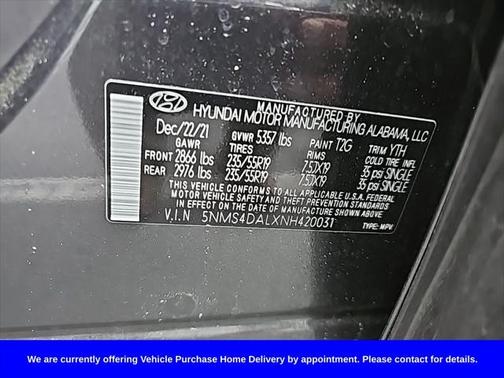 MANUFACTURED BY
HYUNDAI MOTOR MANUFACTURING ALABAMA, LLC
Dec/22/21 GVWR 5357 lbs PAINT T2G TRIM YTH
GAWR RIMS COLD TIRE INFL
FRONT 2866 lbs 235/55R19 7.5JX19 35 psi SINGLE
REAR 2976 lbs 235/55R19 7.5JX19 35 psi SINGLE
THIS VEHICLE CONFORMS TO ALL APPLICABLE U.S.A. FEDERAL
MOTOR VEHICLE SAFETY AND THEFT PREVENTION STANDARDS
IN EFFECT ON THE DATE OF MANUFACTURE SHOWN ABOVE.
V.I.N 5NMS4DALXNH420031 TYPE: MPV
We are currently offering Vehicle Purchase Home Delivery by appointment. Please contact for details.